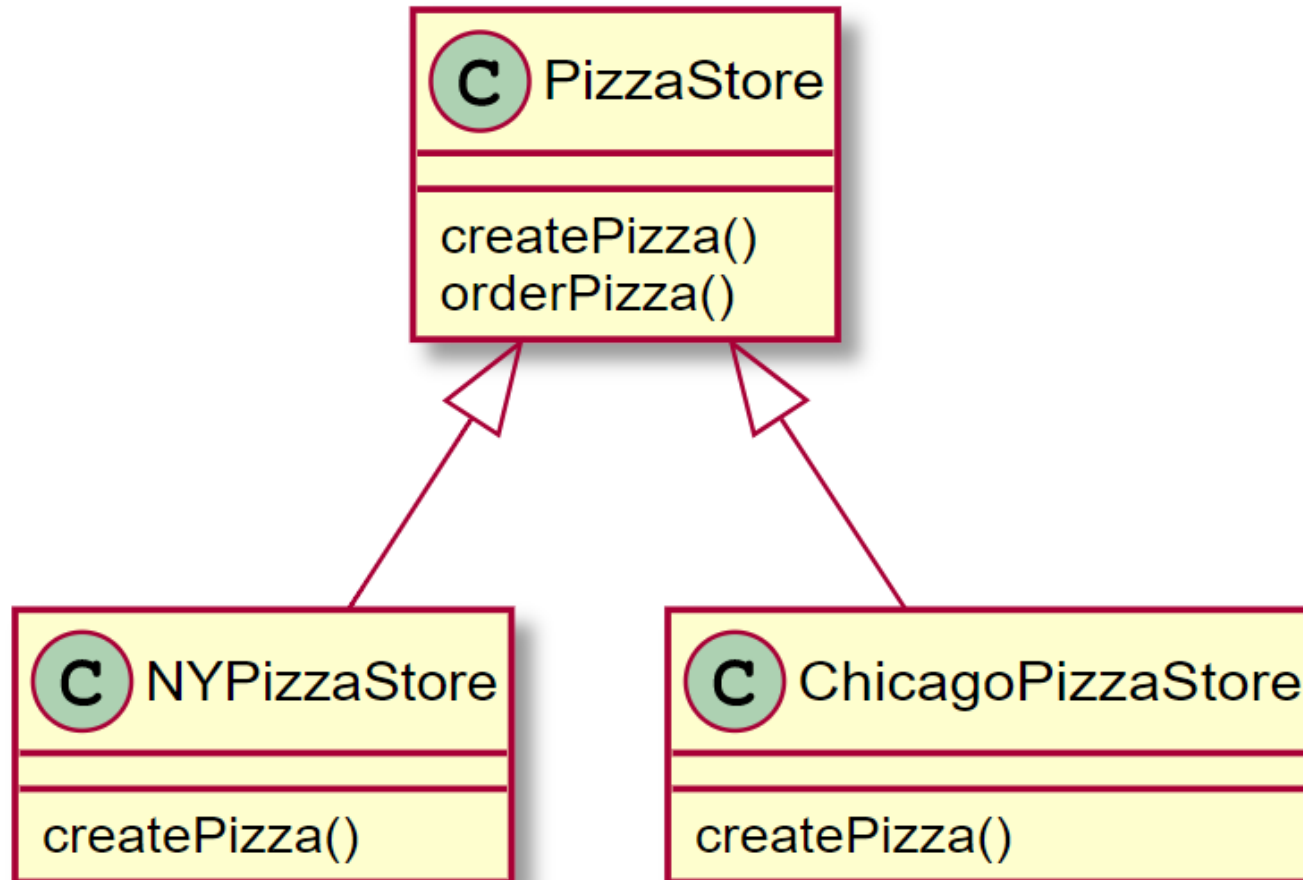 C PizzaStore
createPizza()
orderPizza()
C NYPizzaStore
createPizza()
C ChicagoPizzaStore
createPizza()